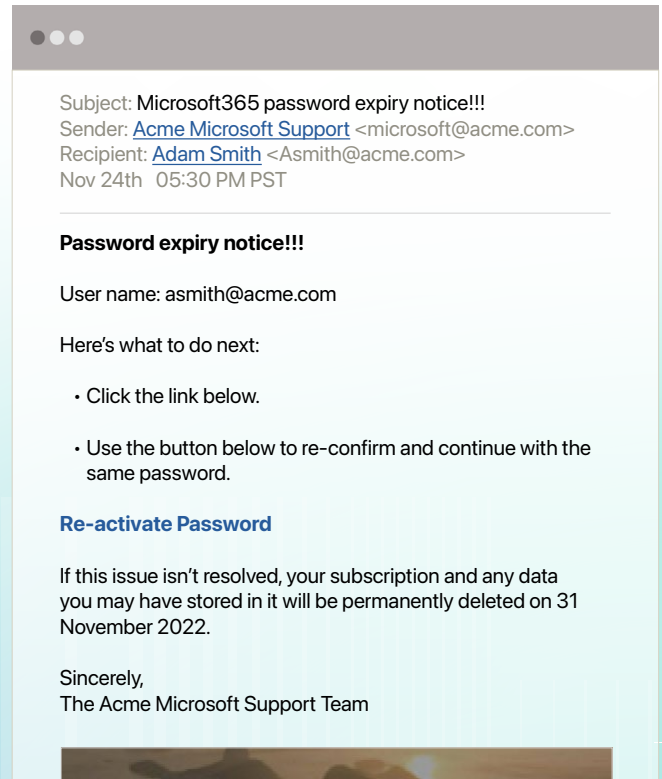 Subject: Microsoft365 password expiry notice!!!
Sender: Acme Microsoft Support <microsoft@acme.com>
Recipient: Adam Smith <Asmith@acme.com>
Nov 24th 05:30 PM PST
Password expiry notice!!!
User name: asmith@acme.com
Here’s what to do next:
• Click the link below.
• Use the button below to re-confirm and continue with the
same password.
Re-activate Password
If this issue isn’t resolved, your subscription and any data
you may have stored in it will be permanently deleted on 31
November 2022.
Sincerely,
The Acme Microsoft Support Team